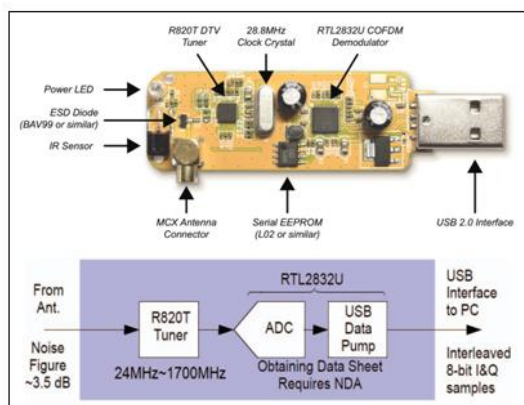 R820T DTV
Tuner
28.8MHz
Clock Crystal
RTL2832U COFDM
Demodulator
Power LED
ESD Diode
(BAV99 or similar)
IR Sensor
MCX Antenna
Connector
Serial EEPROM
(L02 or similar)
USB 2.0 Interface
From
Ant.
Noise
Figure
~3.5 dB
R820T
Tuner
24MHz~1700MHz
RTL2832U
ADC
USB
Data
Pump
Obtaining Data Sheet
Requires NDA
USB
Interface
to PC
Interleaved
8-bit I&Q
samples